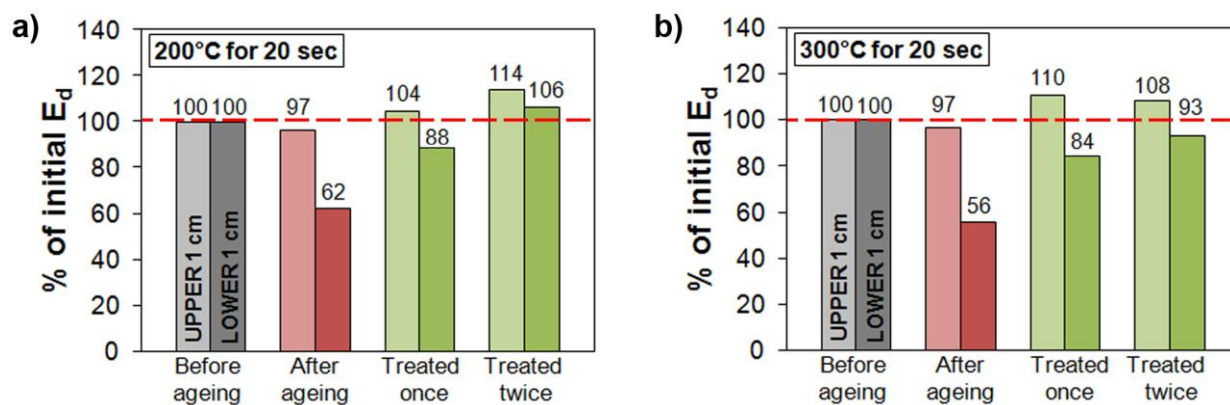 a)
200°C for 20 sec
% of initial E_d
140
120
100
80
60
40
20
0
100 100 97 62 104 88 114 106
UPPER 1 cm
LOWER 1 cm
Before ageing
After ageing
Treated once
Treated twice
b)
300°C for 20 sec
% of initial E_d
140
120
100
80
60
40
20
0
100 100 97 56 110 84 108 93
UPPER 1 cm
LOWER 1 cm
Before ageing
After ageing
Treated once
Treated twice